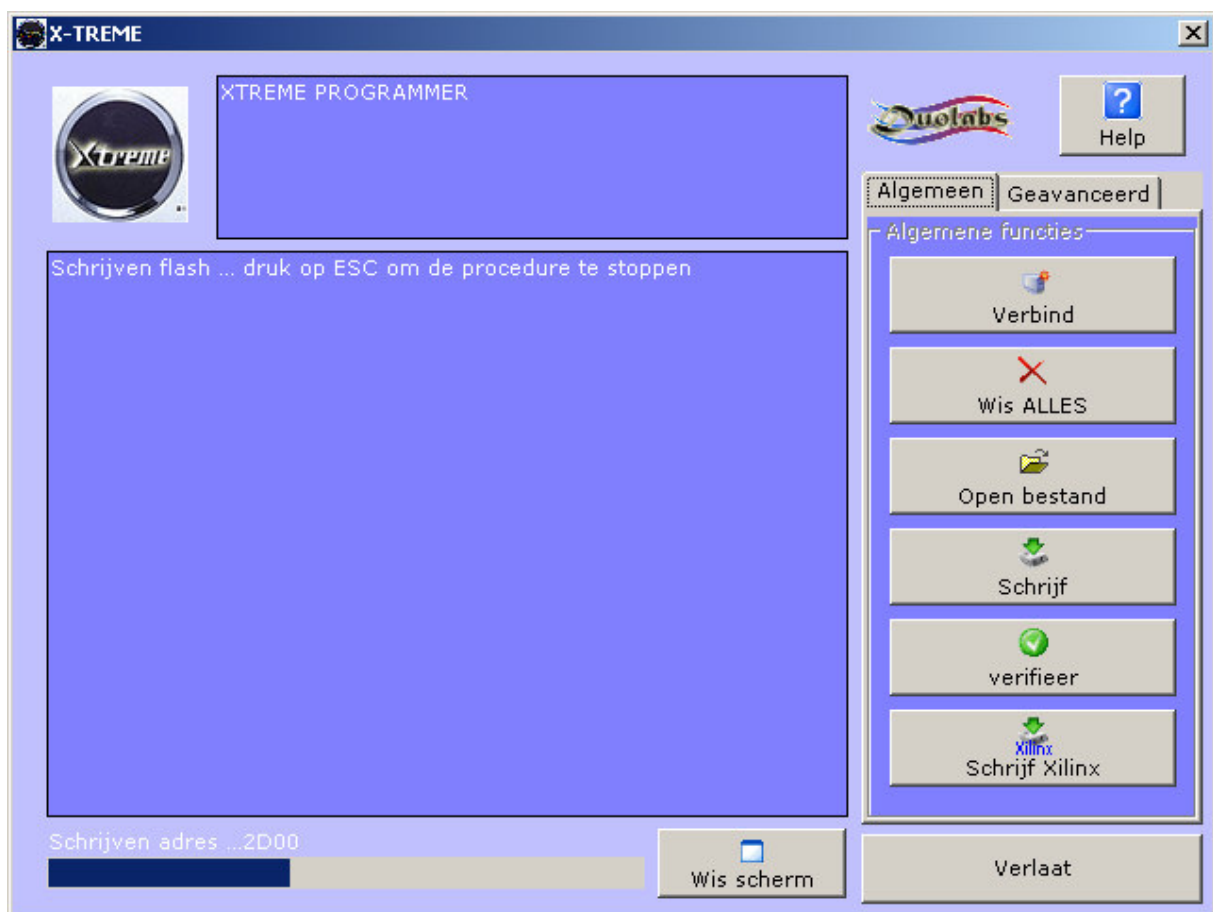 X-TREME
Xtreme
XTREME PROGRAMMER
Duolabs
Help
Algemeen
Geavanceerd
Algemene functies
Schrijven flash ... druk op ESC om de procedure te stoppen
Verbind
Wis ALLES
Open bestand
Schrijf
verifieer
Xilinx
Schrijf Xilinx
Schrijven adres ...2D00
Wis scherm
Verlaat